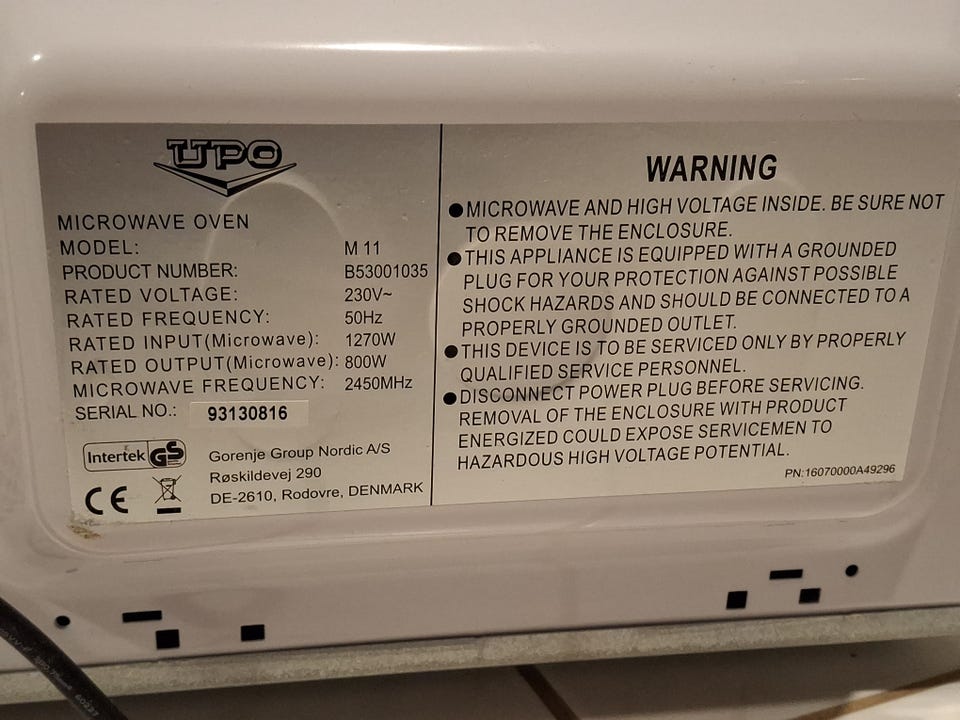 UPO
MICROWAVE OVEN
MODEL: M 11
PRODUCT NUMBER: B53001035
RATED VOLTAGE: 230V~
RATED FREQUENCY: 50Hz
RATED INPUT(Microwave): 1270W
RATED OUTPUT(Microwave): 800W
MICROWAVE FREQUENCY: 2450MHz
SERIAL NO.: 93130816
Intertek GS
CE
Gorenje Group Nordic A/S
Røskildevej 290
DE-2610, Rodovre, DENMARK
WARNING
●MICROWAVE AND HIGH VOLTAGE INSIDE. BE SURE NOT
TO REMOVE THE ENCLOSURE.
●THIS APPLIANCE IS EQUIPPED WITH A GROUNDED
PLUG FOR YOUR PROTECTION AGAINST POSSIBLE
SHOCK HAZARDS AND SHOULD BE CONNECTED TO A
PROPERLY GROUNDED OUTLET.
●THIS DEVICE IS TO BE SERVICED ONLY BY PROPERLY
QUALIFIED SERVICE PERSONNEL.
●DISCONNECT POWER PLUG BEFORE SERVICING.
REMOVAL OF THE ENCLOSURE WITH PRODUCT
ENERGIZED COULD EXPOSE SERVICEMEN TO
HAZARDOUS HIGH VOLTAGE POTENTIAL.
PN:16070000A49296